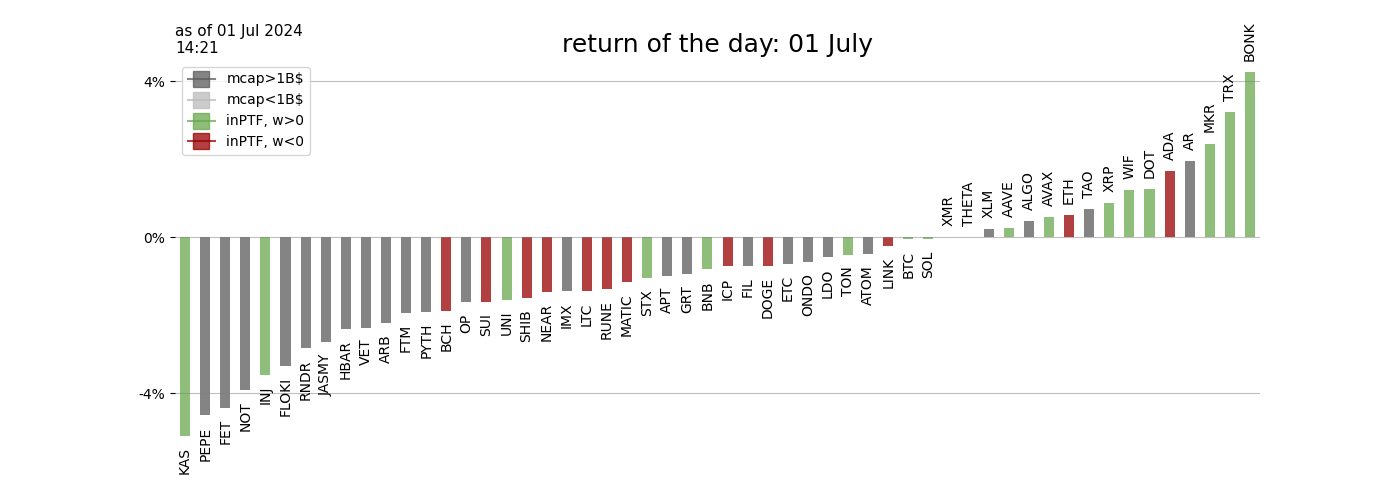 as of 01 Jul 2024
14:21
return of the day: 01 July
mcap>1B$
mcap<1B$
inPTF, w>0
inPTF, w<0
4%
0%
-4%
KAS
PEPE
FET
NOT
INJ
FLOKI
RNDR
JASMY
HBAR
VET
ARB
FTM
PYTH
BCH
OP
SUI
UNI
SHIB
NEAR
IMX
LTC
RUNE
MATIC
STX
APT
GRT
BNB
ICP
FIL
DOGE
ETC
ONDO
LDO
TON
ATOM
LINK
BTC
SOL
XMR
THETA
XLM
AAVE
ALGO
AVAX
ETH
TAO
XRP
WIF
DOT
ADA
AR
MKR
TRX
BONK